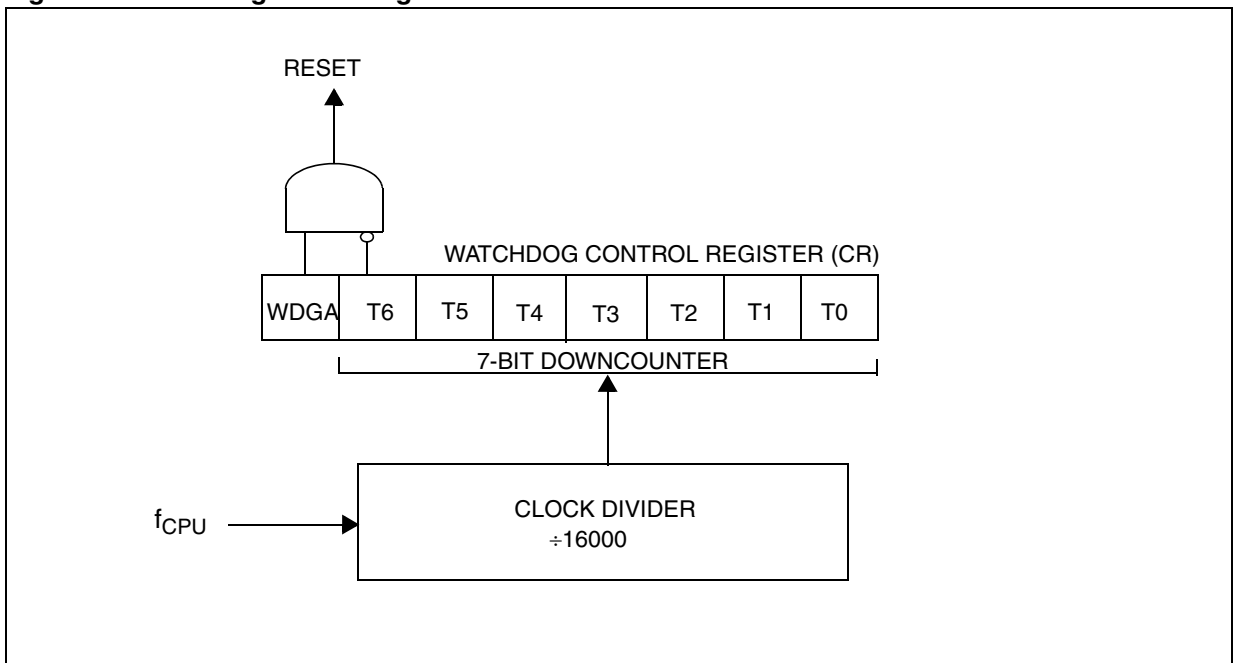 RESET
WATCHDOG CONTROL REGISTER (CR)
WDGA T6 T5 T4 T3 T2 T1 T0
7-BIT DOWNCOUNTER
fCPU
CLOCK DIVIDER
÷16000